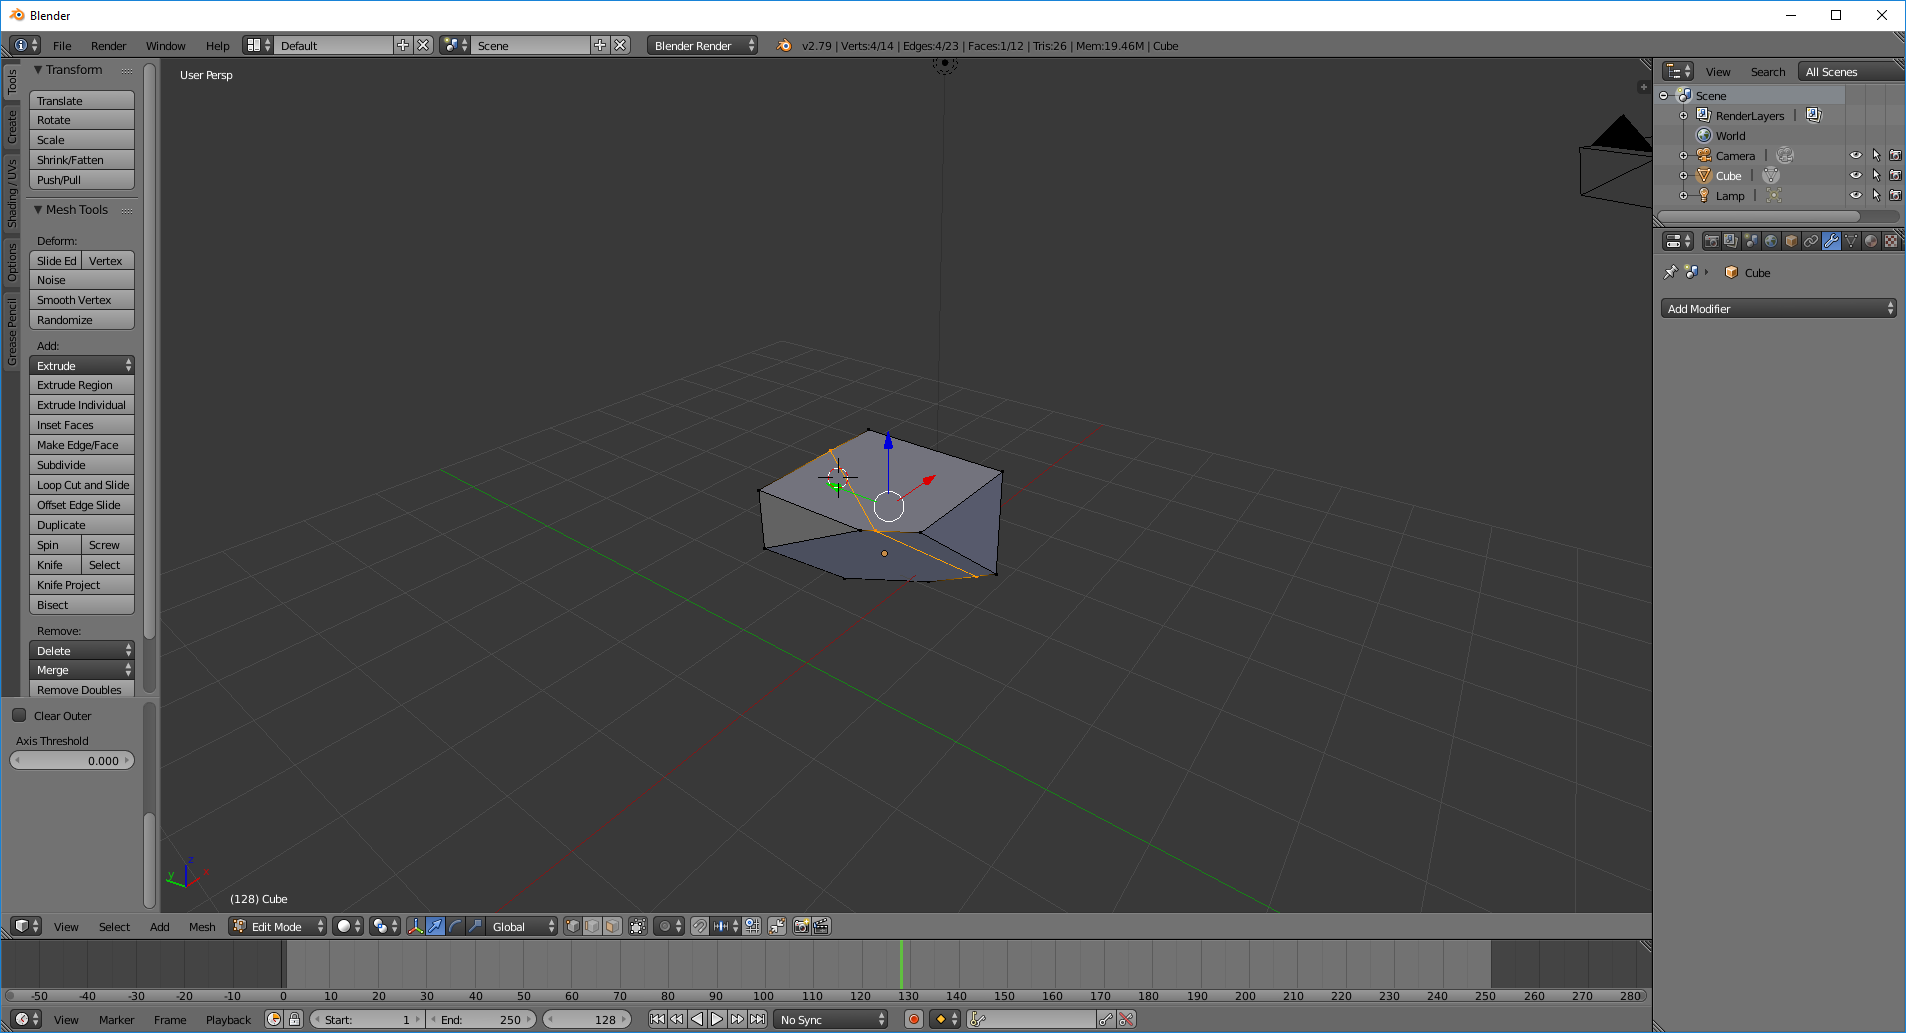 Blender
File Render Window Help Default Scene Blender Render v2.79 | Verts:4/14 | Edges:4/23 | Faces:1/12 | Tris:26 | Mem:19.46M | Cube
Tools
Create
Shading / UVs
Options
Grease Pencil
Transform
Translate
Rotate
Scale
Shrink/Fatten
Push/Pull
Mesh Tools
Deform:
Slide Ed Vertex
Noise
Smooth Vertex
Randomize
Add:
Extrude
Extrude Region
Extrude Individual
Inset Faces
Make Edge/Face
Subdivide
Loop Cut and Slide
Offset Edge Slide
Duplicate
Spin Screw
Knife Select
Knife Project
Bisect
Remove:
Delete
Merge
Remove Doubles
Clear Outer
Axis Threshold
0.000
User Persp
z
y
x
(128) Cube
View Search All Scenes
Scene
RenderLayers |
World
Camera |
Cube |
Lamp |
Cube
Add Modifier
View Select Add Mesh Edit Mode Global
-50 -40 -30 -20 -10 0 10 20 30 40 50 60 70 80 90 100 110 120 130 140 150 160 170 180 190 200 210 220 230 240 250 260 270 280
View Marker Frame Playback Start: 1 End: 250 128 No Sync